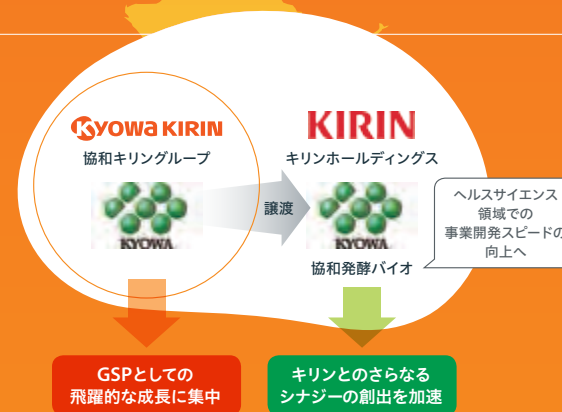 KYOWA KIRIN
協和キリングループ
KYOWA
譲渡
KIRIN
キリンホールディングス
KYOWA
協和発酵バイオ
ヘルスサイエンス
領域での
事業開発スピードの
向上へ
GSPとしての
飛躍的な成長に集中
キリンとのさらなる
シナジーの創出を加速